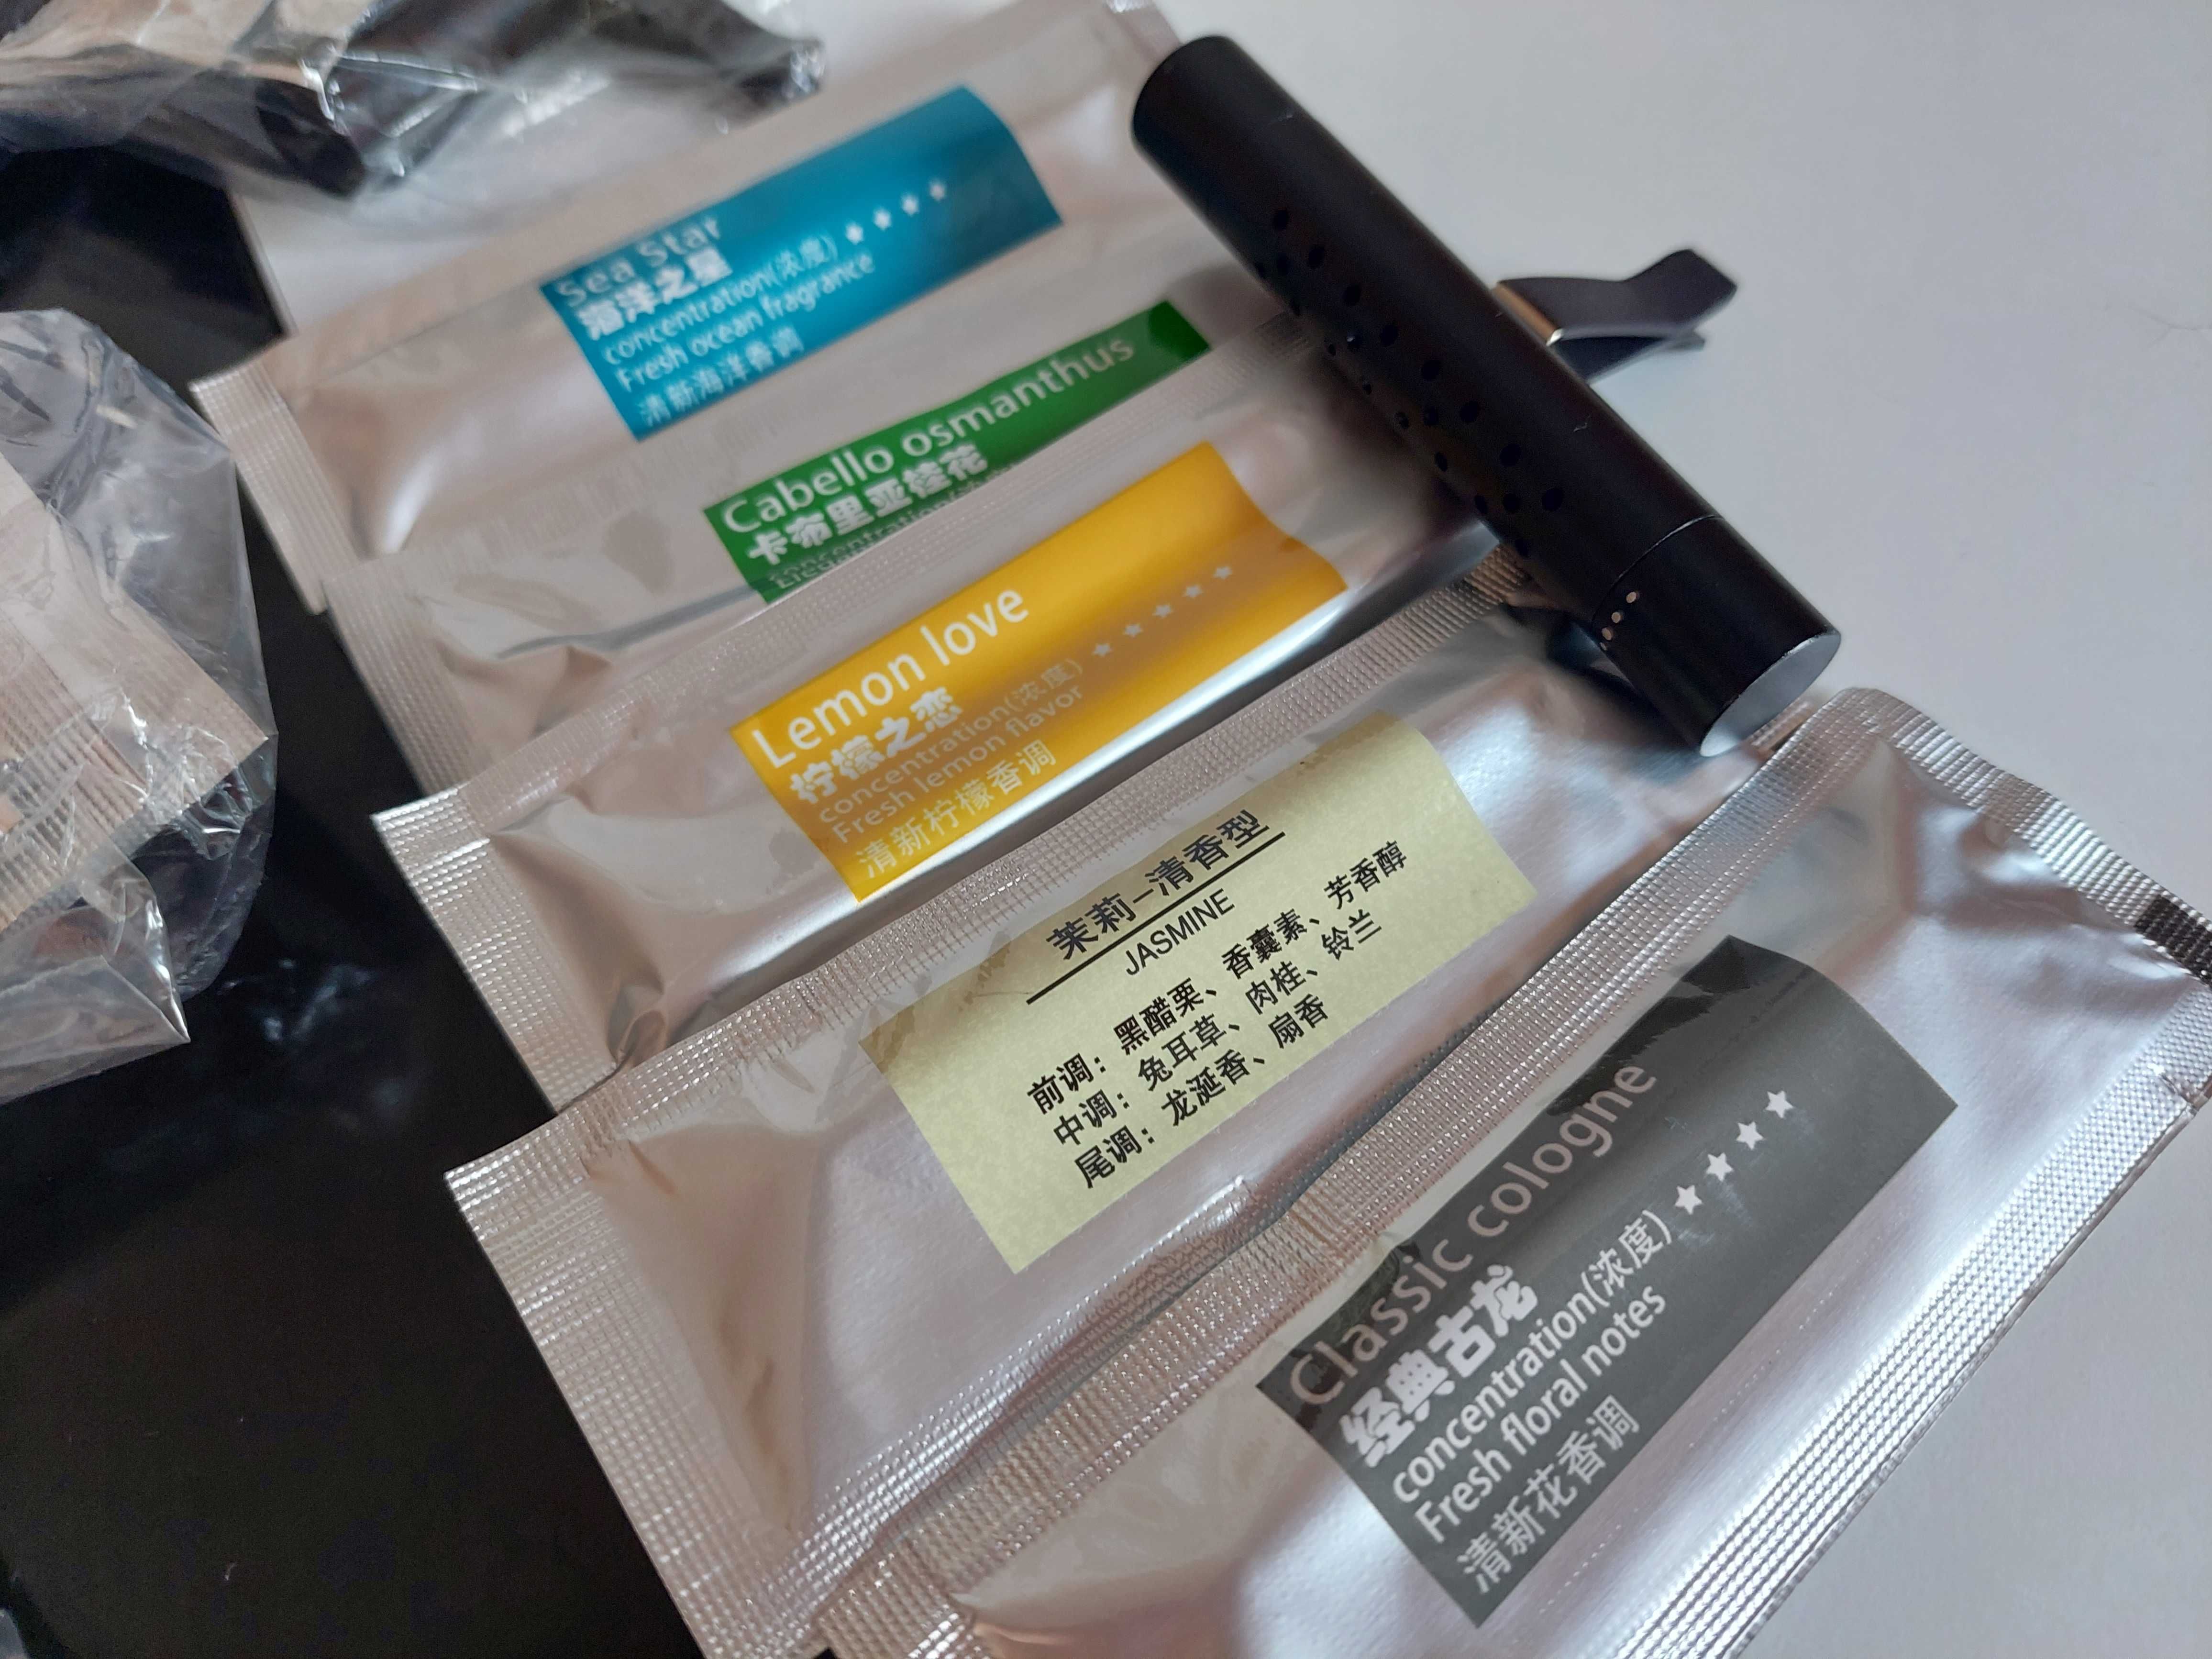 Sea Star
海洋之星
concentration(浓度) ★★★★
Fresh ocean fragrance
清新海洋香调
Cabello osmanthus
卡布里亚桂花
concentration
Lemon love
柠檬之恋
concentration(浓度) ★★★★★
Fresh lemon flavor
清新柠檬香调
茉莉–清香型
JASMINE
前调：黑醋栗、香囊素、芳香醇
中调：兔耳草、肉桂、铃兰
尾调：龙涎香、扇香
Classic cologne
经典古龙
concentration(浓度) ★★★★
Fresh floral notes
清新花香调